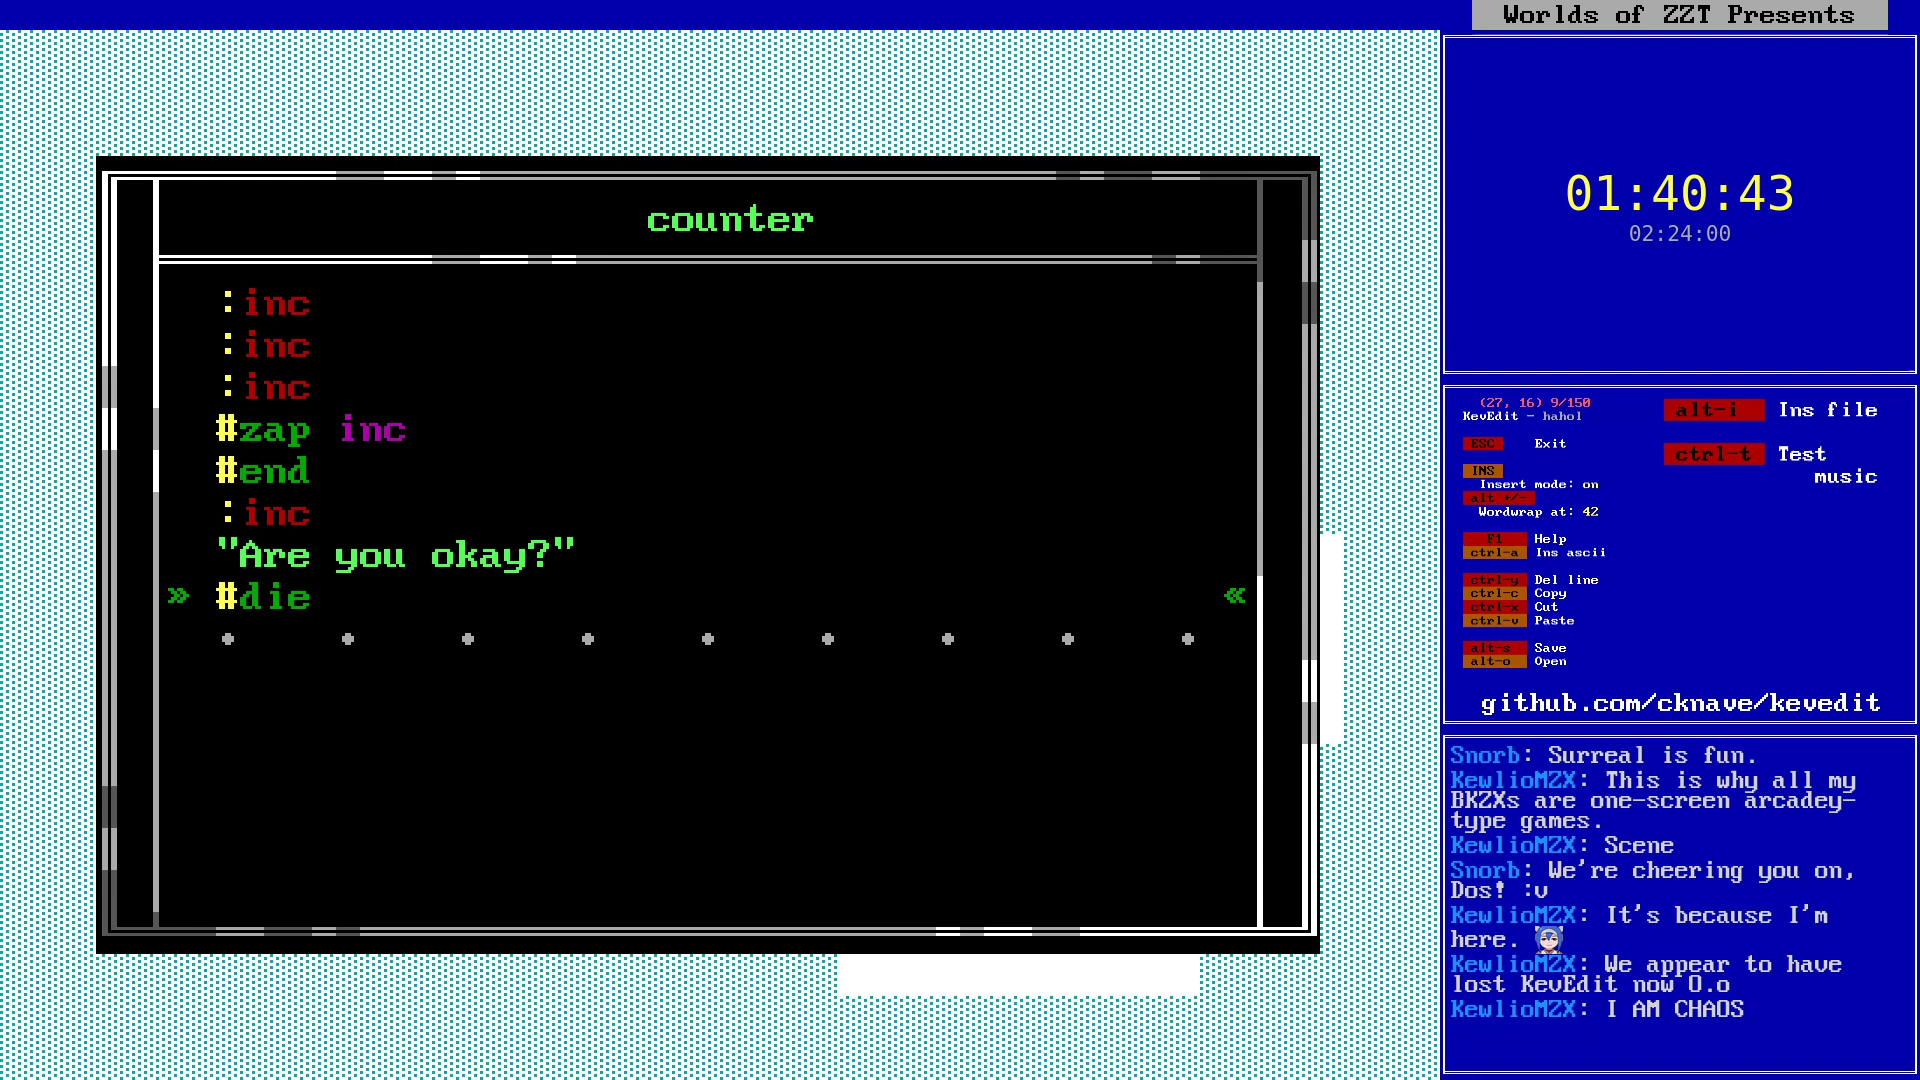 Worlds of ZZT Presents
counter
:inc
:inc
:inc
#zap inc
#end
:inc
"Are you okay?"
» #die «
01:40:43
02:24:00
(27, 16) 9/150
KevEdit - hahol
ESC Exit
INS
Insert mode: on
alt +/-
Wordwrap at: 42
F1 Help
ctrl-a Ins ascii
ctrl-y Del line
ctrl-c Copy
ctrl-x Cut
ctrl-v Paste
alt-s Save
alt-o Open
alt-i Ins file
ctrl-t Test
music
github.com/cknave/kevedit
Snorb: Surreal is fun.
KewlioMZX: This is why all my
BKZXs are one-screen arcadey-
type games.
KewlioMZX: Scene
Snorb: We're cheering you on,
Dos! :v
KewlioMZX: It's because I'm
here.
KewlioMZX: We appear to have
lost KevEdit now O.o
KewlioMZX: I AM CHAOS